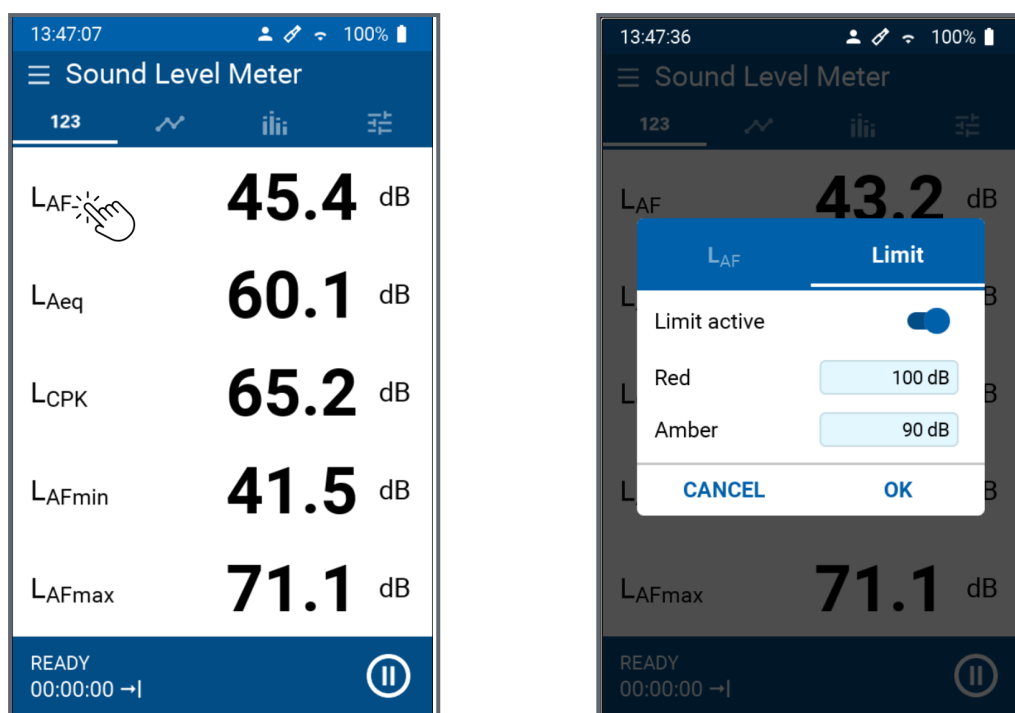 13:47:07 100%
Sound Level Meter
123
LAF 45.4 dB
LAeq 60.1 dB
LCPK 65.2 dB
LAFmin 41.5 dB
LAFmax 71.1 dB
READY
00:00:00
13:47:36 100%
Sound Level Meter
123
LAF 43.2 dB
LAF Limit
L B
Limit active
Red 100 dB
L B
Amber 90 dB
CANCEL OK
L B
LAFmax 71.1 dB
READY
00:00:00